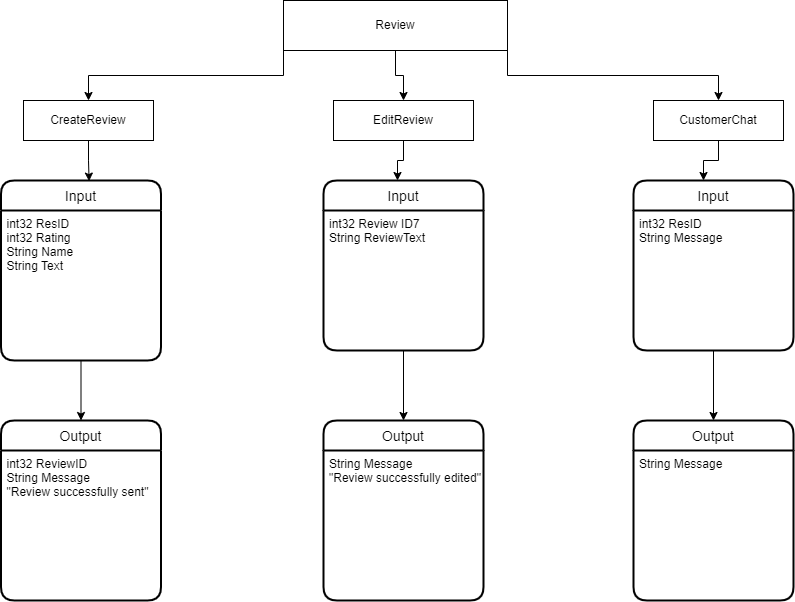 Review
CreateReview
EditReview
CustomerChat
Input
int32 ResID
int32 Rating
String Name
String Text
Input
int32 Review ID7
String ReviewText
Input
int32 ResID
String Message
Output
int32 ReviewID
String Message
"Review successfully sent"
Output
String Message
"Review successfully edited"
Output
String Message